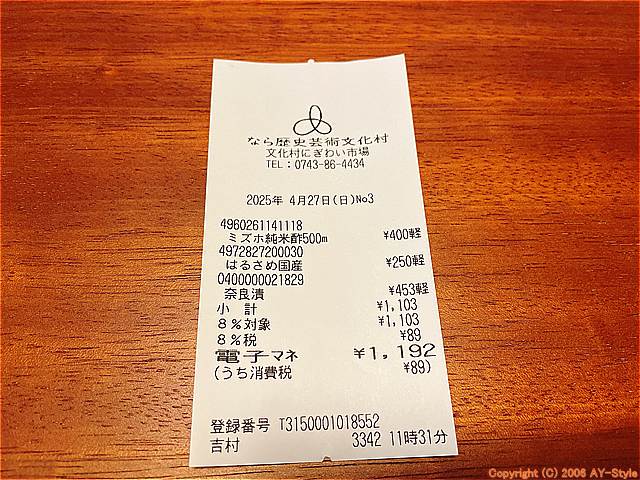 なら歴史芸術文化村
文化村にぎわい市場
TEL：0743-86-4434
2025年 4月27日(日)No3
4960261141118
ミズホ純米酢500m ¥400軽
4972827200030
はるさめ国産 ¥250軽
0400000021829
奈良漬 ¥453軽
小 計 ¥1,103
8％対象 ¥1,103
8％税 ¥89
電子マネ ¥1,192
(うち消費税 ¥89)
登録番号 T3150001018552
吉村 3342 11時31分
Copyright (C) 2006 AY-Style